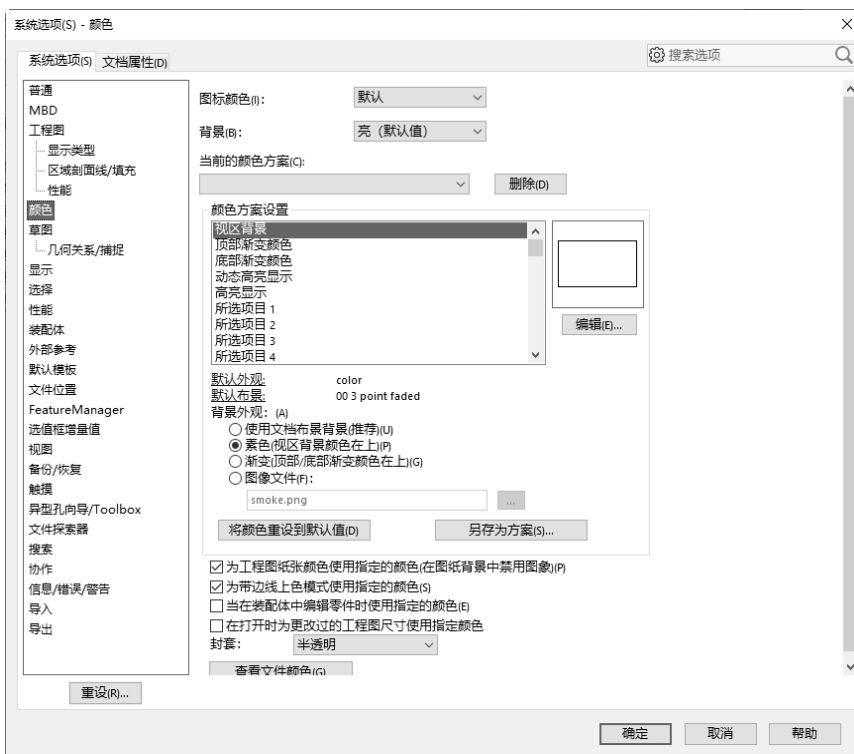 系统选项(S) - 颜色
系统选项(S) 文档属性(D)
搜索选项
普通
MBD
工程图
显示类型
区域剖面线/填充
性能
颜色
草图
几何关系/捕捉
显示
选择
性能
装配体
外部参考
默认模板
文件位置
FeatureManager
选值框增量值
视图
备份/恢复
触摸
异型孔向导/Toolbox
文件探索器
搜索
协作
信息/错误/警告
导入
导出
重设(R)...
图标颜色(I): 默认
背景(B): 亮（默认值）
当前的颜色方案(C):
删除(D)
颜色方案设置
视区背景
顶部渐变颜色
底部渐变颜色
动态高亮显示
高亮显示
所选项目 1
所选项目 2
所选项目 3
所选项目 4
编辑(E)...
默认外观: color
默认布景: 00 3 point faded
背景外观: (A)
使用文档布景背景(推荐)(U)
素色(视区背景颜色在上)(P)
渐变(顶部/底部渐变颜色在上)(G)
图像文件(F):
smoke.png ...
将颜色重设到默认值(D) 另存为方案(S)...
为工程图纸张颜色使用指定的颜色(在图纸背景中禁用图象)(P)
为带边线上色模式使用指定的颜色(S)
当在装配体中编辑零件时使用指定的颜色(E)
在打开时为更改过的工程图尺寸使用指定颜色
封套: 半透明
查看文件颜色(G)
确定 取消 帮助